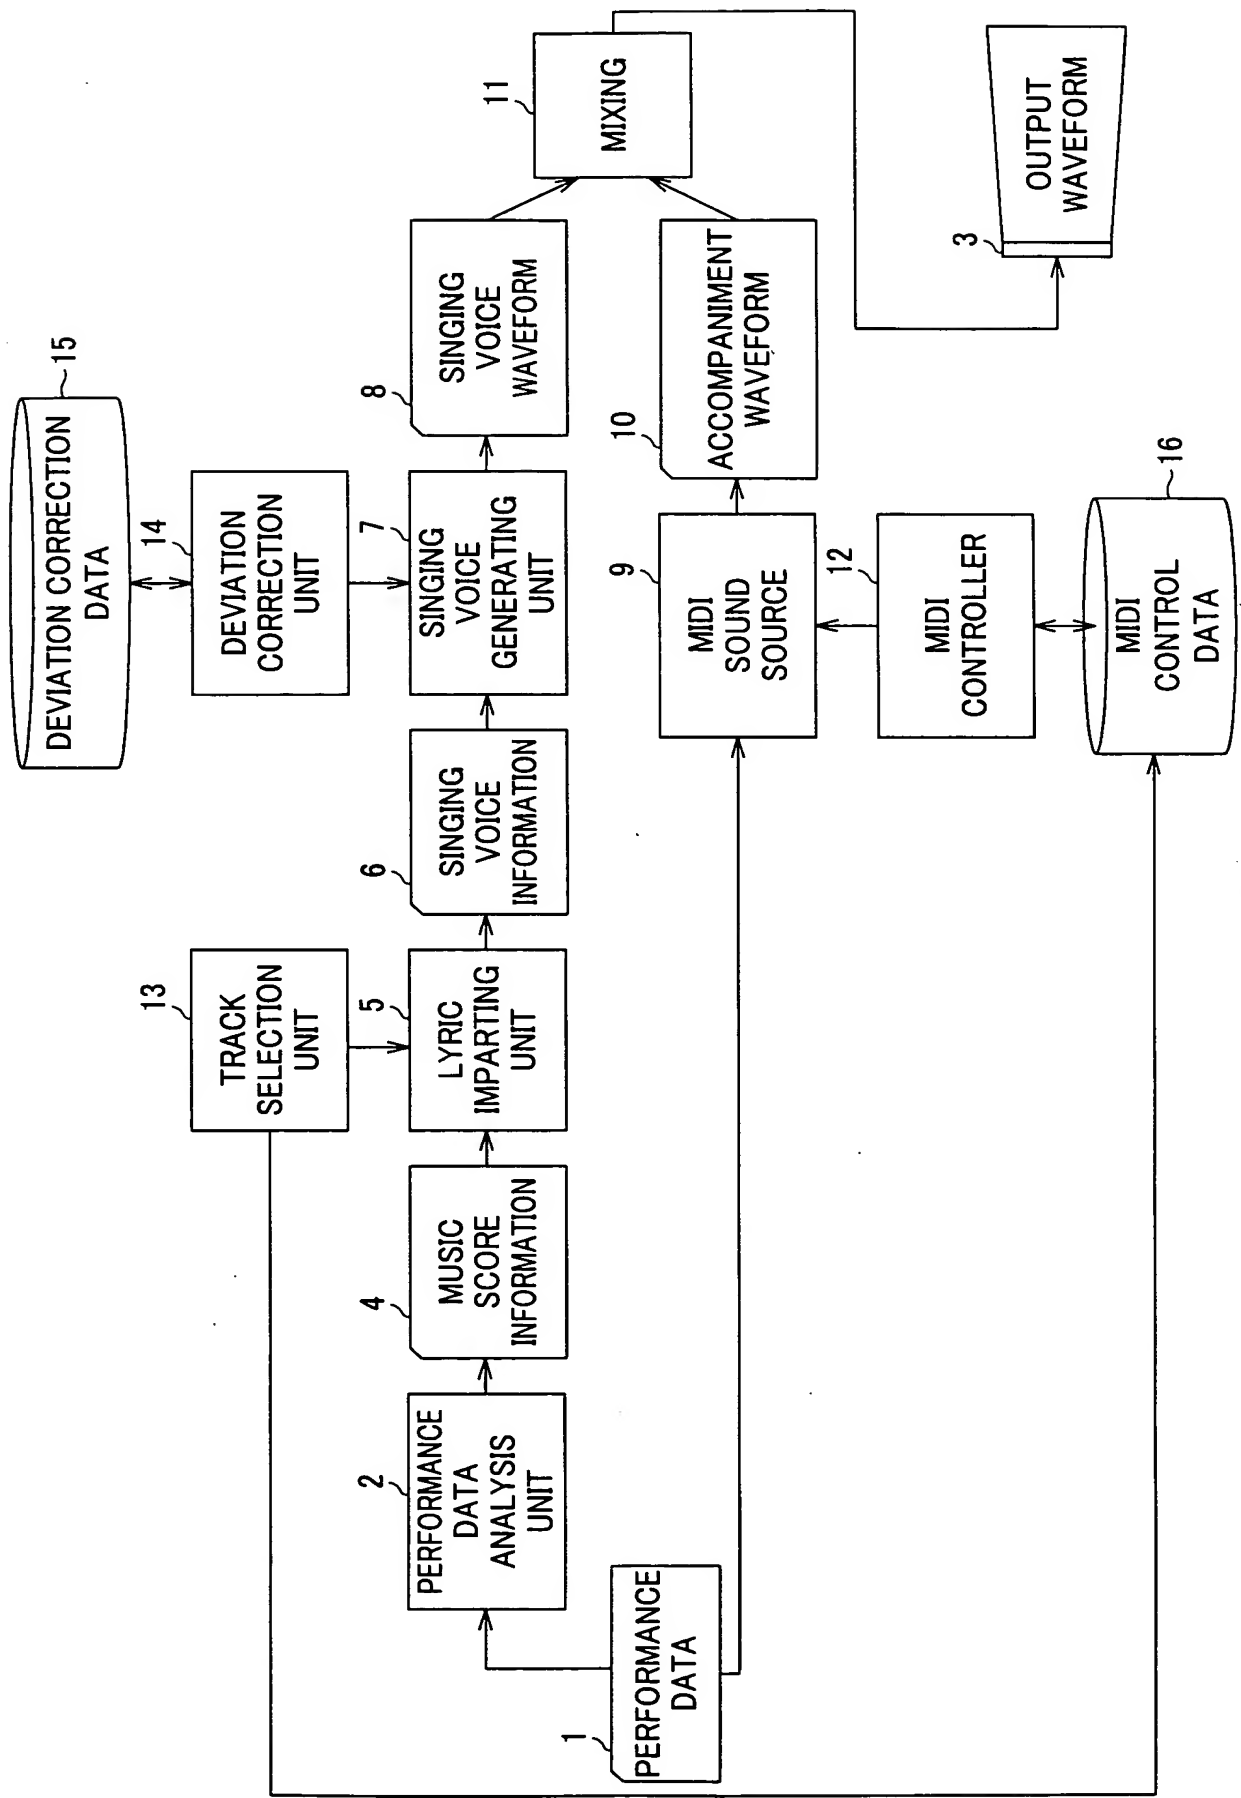 DEVIATION CORRECTION
DATA
15
13
TRACK
SELECTION
UNIT
14
DEVIATION
CORRECTION
UNIT
2
PERFORMANCE
DATA
ANALYSIS
UNIT
4
MUSIC
SCORE
INFORMATION
5
LYRIC
IMPARTING
UNIT
6
SINGING
VOICE
INFORMATION
7
SINGING
VOICE
GENERATING
UNIT
8
SINGING
VOICE
WAVEFORM
11
MIXING
1
PERFORMANCE
DATA
9
MIDI
SOUND
SOURCE
10
ACCOMPANIMENT
WAVEFORM
12
MIDI
CONTROLLER
3
OUTPUT
WAVEFORM
16
MIDI
CONTROL
DATA